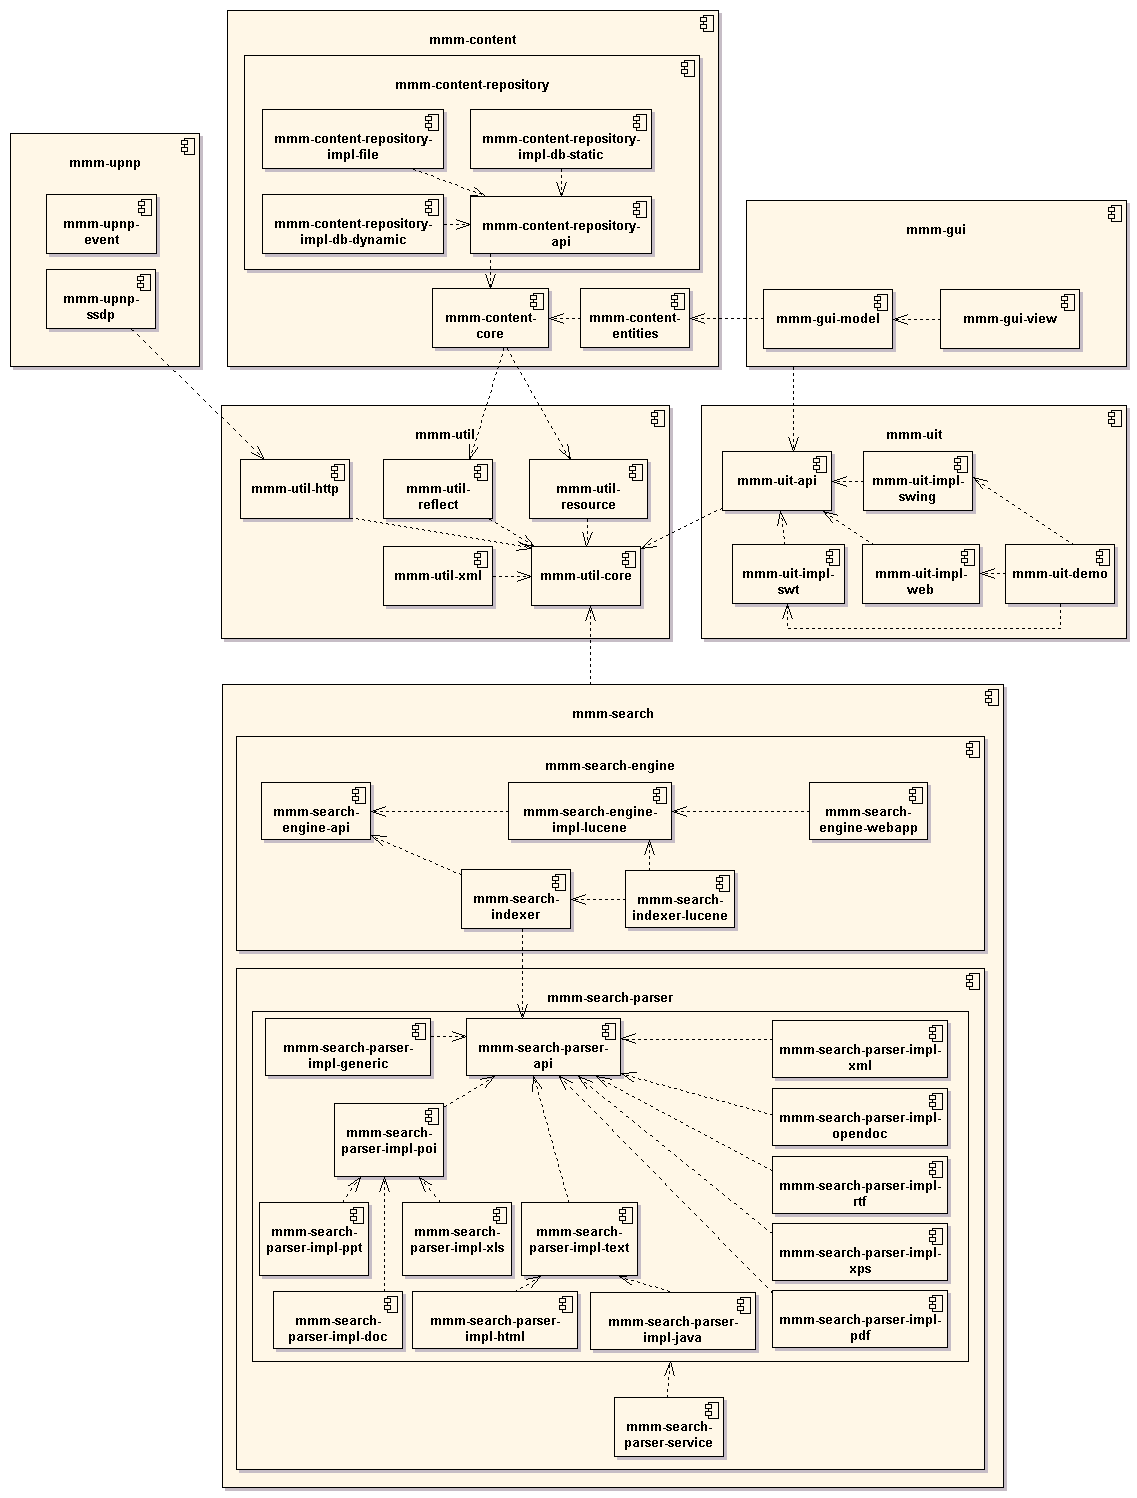 mmm-content
mmm-content-repository
mmm-content-repository-
impl-file
mmm-content-repository-
impl-db-static
mmm-content-repository-
impl-db-dynamic
mmm-content-repository-
api
mmm-content-
core
mmm-content-
entities
mmm-upnp
mmm-upnp-
event
mmm-upnp-
ssdp
mmm-gui
mmm-gui-model
mmm-gui-view
mmm-util
mmm-util-http
mmm-util-
reflect
mmm-util-
resource
mmm-util-xml
mmm-util-core
mmm-uit
mmm-uit-api
mmm-uit-impl-
swing
mmm-uit-impl-
swt
mmm-uit-impl-
web
mmm-uit-demo
mmm-search
mmm-search-engine
mmm-search-
engine-api
mmm-search-engine-
impl-lucene
mmm-search-
engine-webapp
mmm-search-
indexer
mmm-search-
indexer-lucene
mmm-search-parser
mmm-search-parser-
impl-generic
mmm-search-parser-
api
mmm-search-parser-impl-
xml
mmm-search-parser-impl-
opendoc
mmm-search-
parser-impl-poi
mmm-search-parser-impl-
rtf
mmm-search-
parser-impl-ppt
mmm-search-
parser-impl-xls
mmm-search-
parser-impl-text
mmm-search-parser-impl-
xps
mmm-search-
parser-impl-doc
mmm-search-parser-
impl-html
mmm-search-parser-
impl-java
mmm-search-parser-impl-
pdf
mmm-search-
parser-service